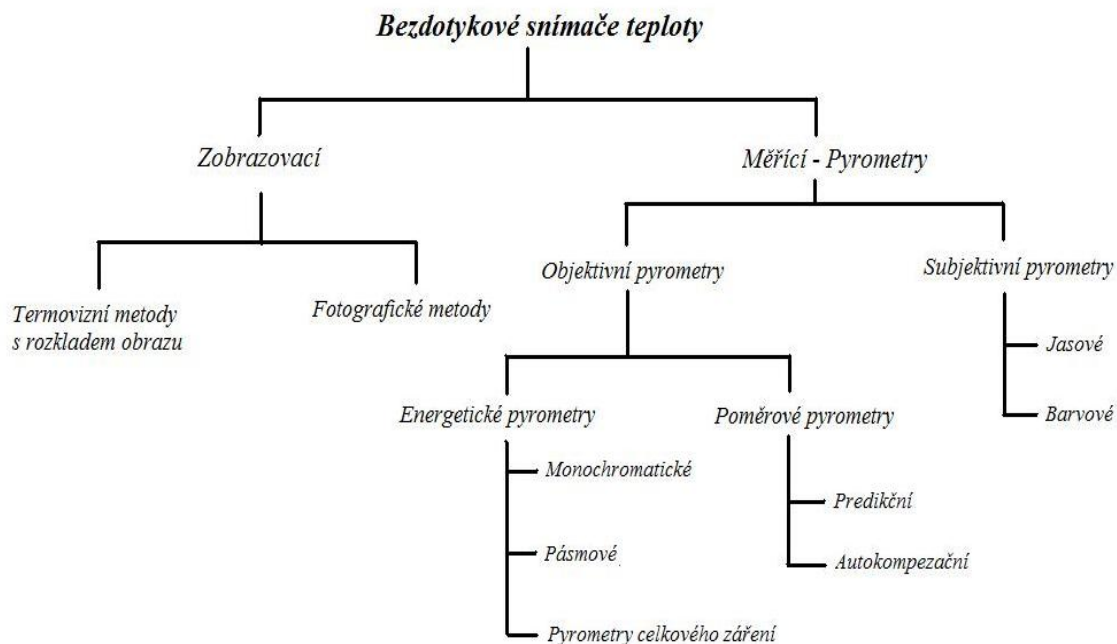 Bezdotykové snímače teploty
Zobrazovací
Měřící - Pyrometry
Termovizní metody
s rozkladem obrazu
Fotografické metody
Objektivní pyrometry
Subjektivní pyrometry
Jasové
Barvové
Energetické pyrometry
Poměrové pyrometry
Monochromatické
Pásmové
Pyrometry celkového záření
Predikční
Autokompezační